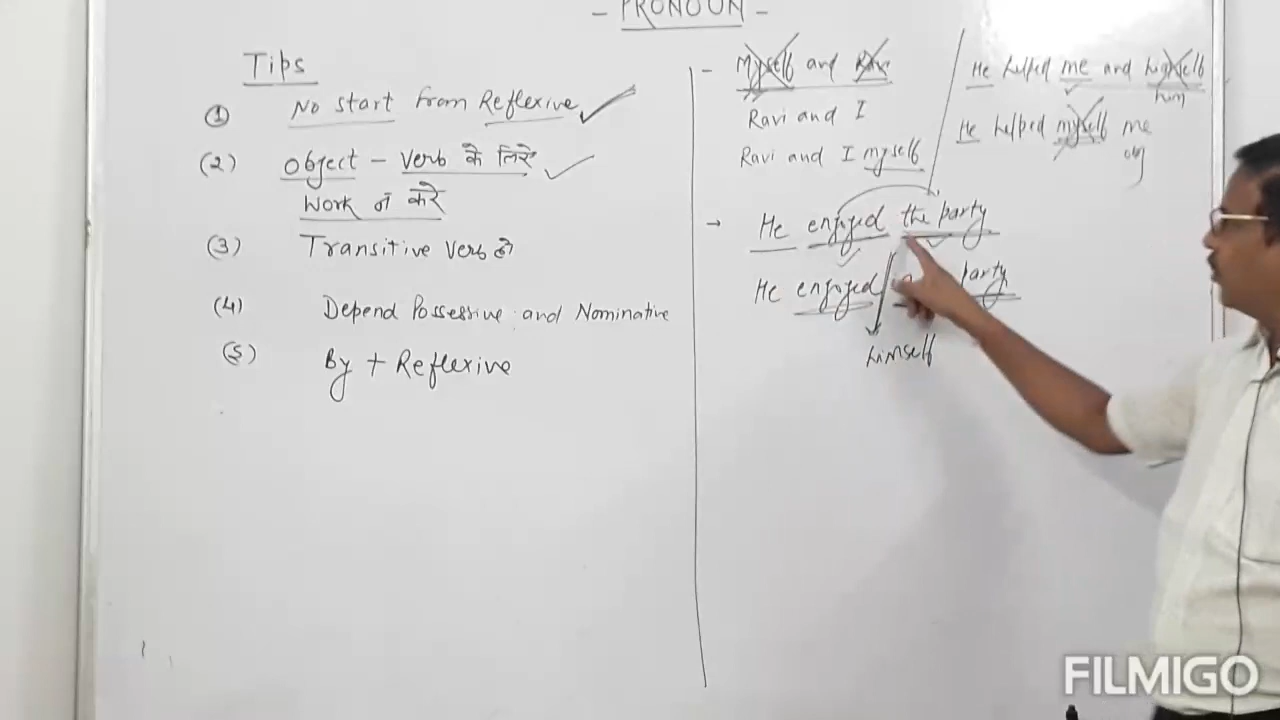 - PRONOUN -
Tips
(1) No start from Reflexive ✓
(2) Object - Verb के लिये ✓
Work न करे
(3) Transitive Verb हो
(4) Depend Possessive and Nominative
(5) By + Reflexive
- Myself and Ravi
Ravi and I
Ravi and I myself
He helped me and himself
him
He helped myself me
→ He enjoyed the party
He enjoyed party
himself
FILMIGO